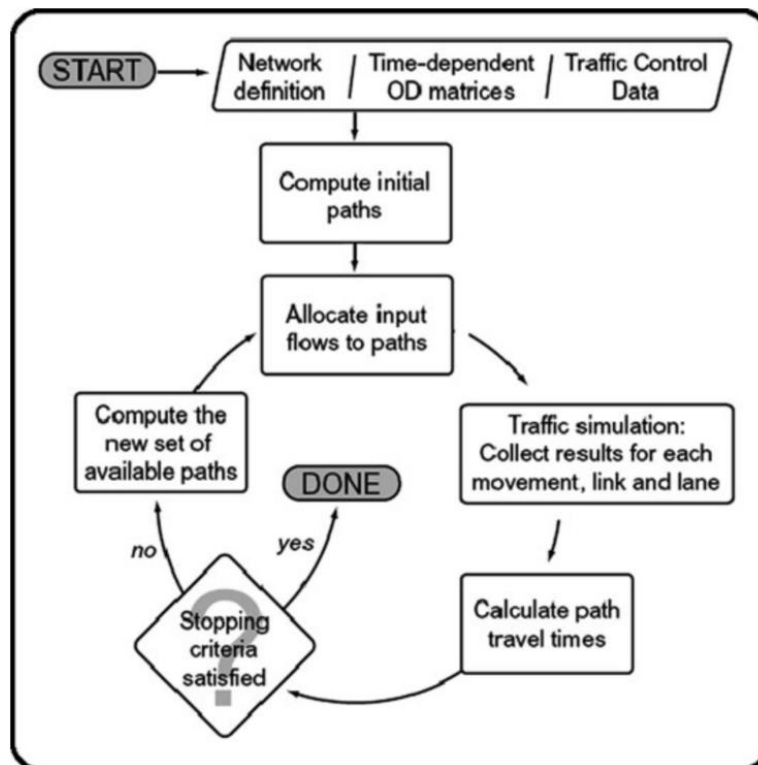 START
Network definition / Time-dependent OD matrices / Traffic Control Data
Compute initial
paths
Allocate input
flows to paths
Traffic simulation:
Collect results for each
movement, link and lane
Calculate path
travel times
?
Stopping
criteria
satisfied
no
yes
Compute the
new set of
available paths
DONE